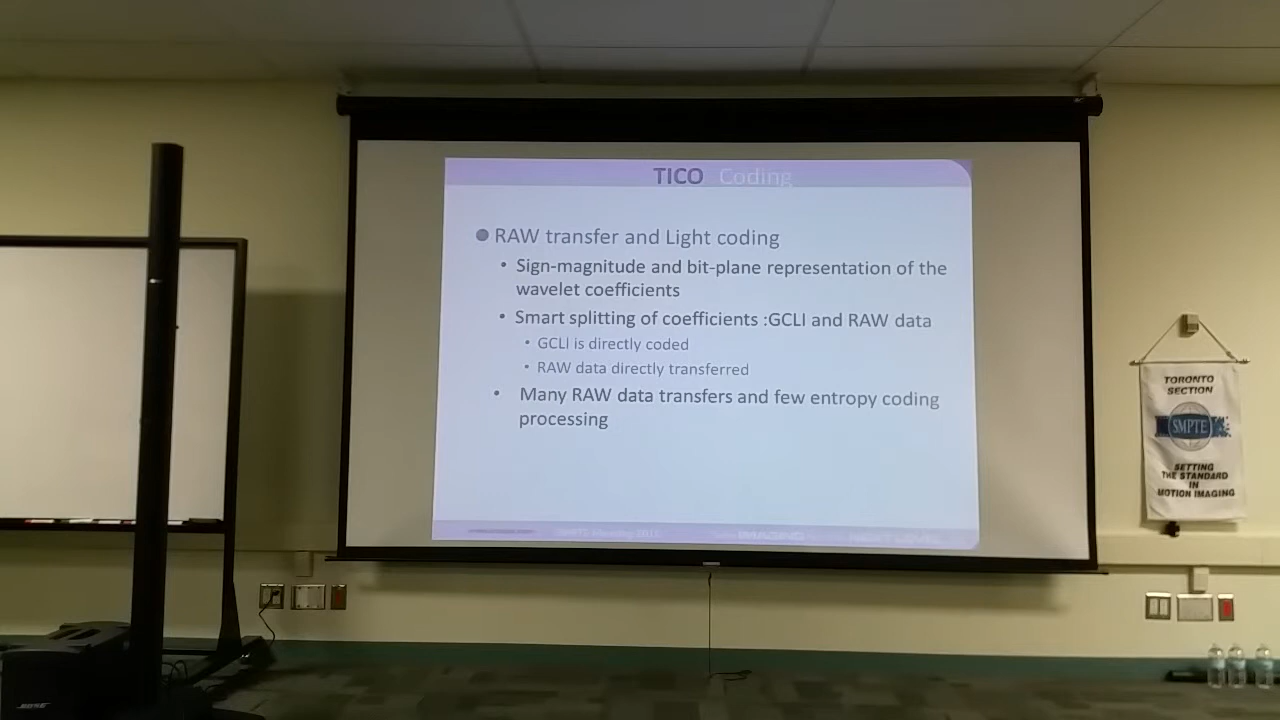 TICO Coding
RAW transfer and Light coding
• Sign-magnitude and bit-plane representation of the
wavelet coefficients
• Smart splitting of coefficients :GCLI and RAW data
• GCLI is directly coded
• RAW data directly transferred
• Many RAW data transfers and few entropy coding
processing
TORONTO
SECTION
SMPTE
SETTING
THE STANDARD
IN
MOTION IMAGING
BOSE